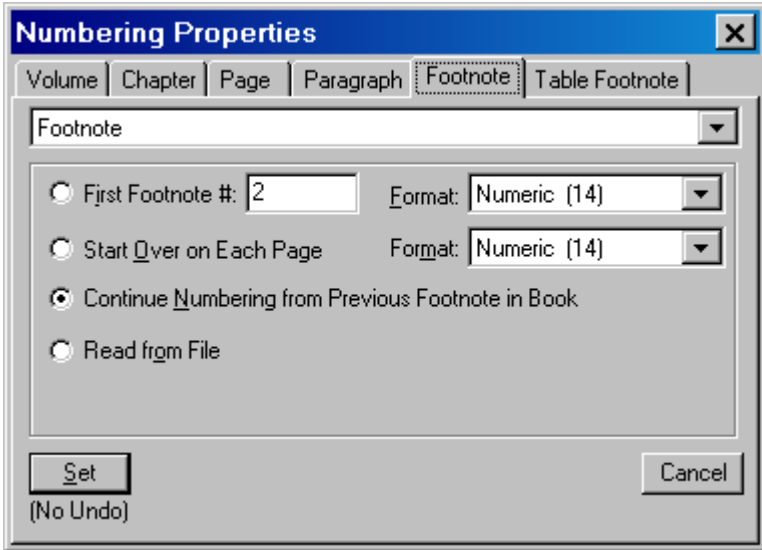 Numbering Properties
Volume Chapter Page Paragraph Footnote Table Footnote
Footnote
First Footnote #: 2 Format: Numeric (14)
Start Over on Each Page Format: Numeric (14)
Continue Numbering from Previous Footnote in Book
Read from File
Set Cancel
(No Undo)